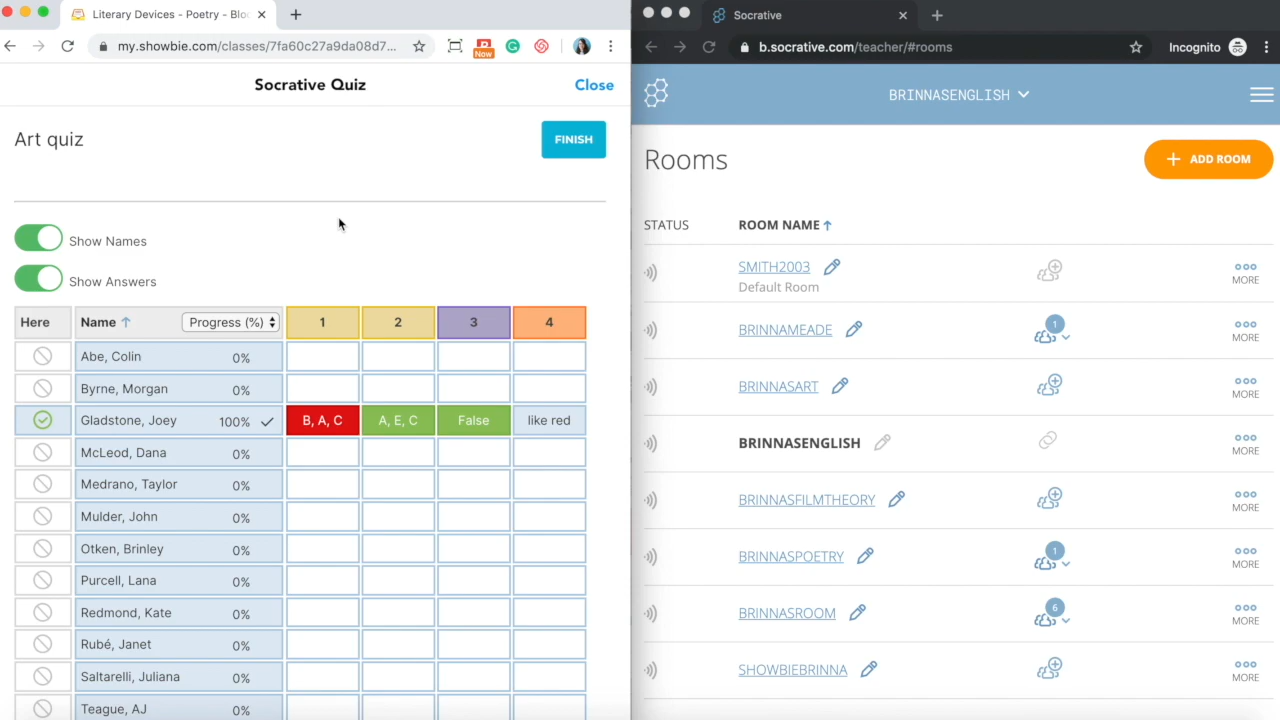 Literary Devices - Poetry - Bloc
my.showbie.com/classes/7fa60c27a9da08d7...
Now
Socrative Quiz
Close
Art quiz
FINISH
Show Names
Show Answers
Here Name Progress (%) 1 2 3 4
Abe, Colin 0%
Byrne, Morgan 0%
Gladstone, Joey 100% B, A, C A, E, C False like red
McLeod, Dana 0%
Medrano, Taylor 0%
Mulder, John 0%
Otken, Brinley 0%
Purcell, Lana 0%
Redmond, Kate 0%
Rubé, Janet 0%
Saltarelli, Juliana 0%
Teague, AJ 0%
Socrative
b.socrative.com/teacher/#rooms
Incognito
BRINNASENGLISH
Rooms
ADD ROOM
STATUS ROOM NAME
SMITH2003
Default Room
MORE
BRINNAMEADE 1
MORE
BRINNASART
MORE
BRINNASENGLISH
MORE
BRINNASFILMTHEORY
MORE
BRINNASPOETRY 1
MORE
BRINNASROOM 6
MORE
SHOWBIEBRINNA
MORE